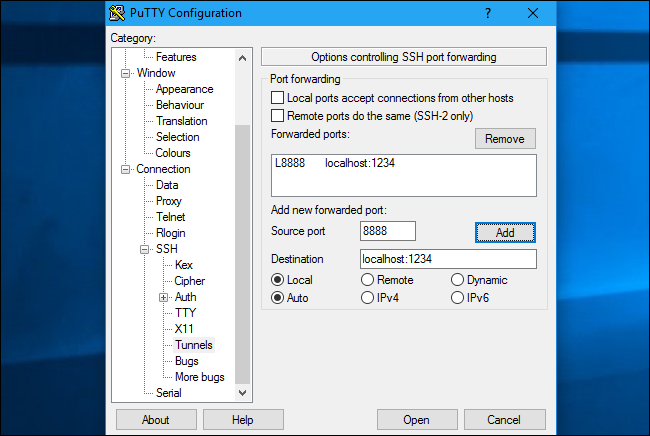 PuTTY Configuration
?
Category:
Features
Window
Appearance
Behaviour
Translation
Selection
Colours
Connection
Data
Proxy
Telnet
Rlogin
SSH
Kex
Cipher
Auth
TTY
X11
Tunnels
Bugs
More bugs
Serial
Options controlling SSH port forwarding
Port forwarding
Local ports accept connections from other hosts
Remote ports do the same (SSH-2 only)
Forwarded ports:
Remove
L8888 localhost:1234
Add new forwarded port:
Source port 8888 Add
Destination localhost:1234
Local Remote Dynamic
Auto IPv4 IPv6
About Help Open Cancel